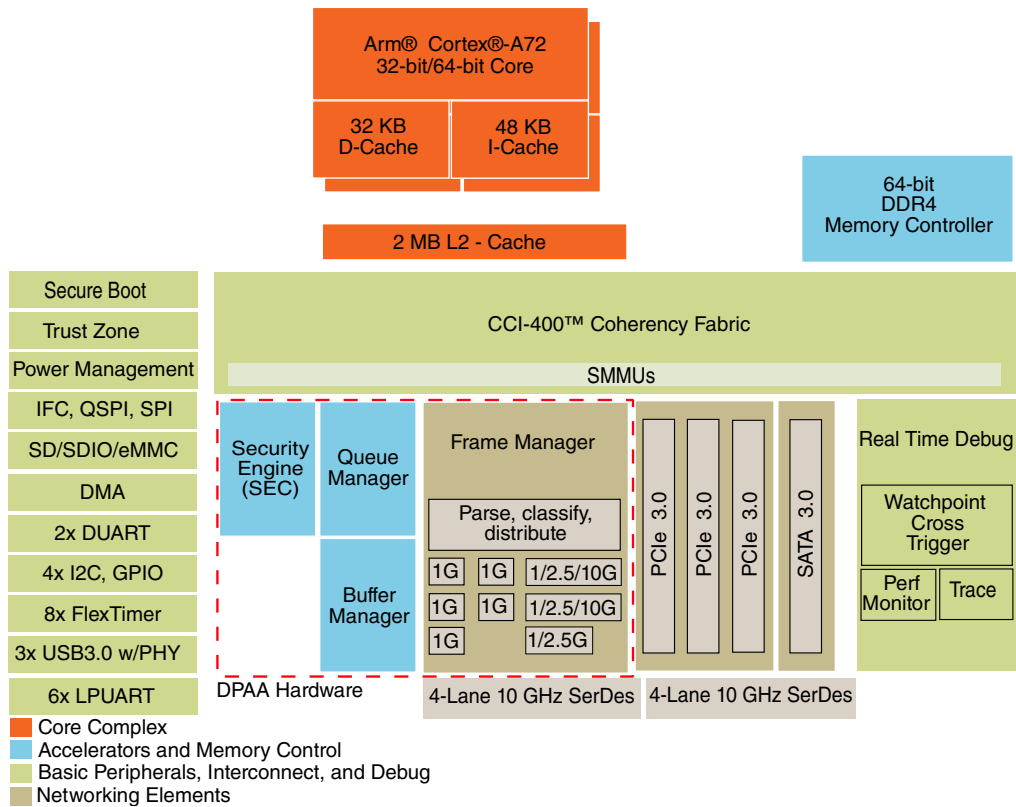 Arm® Cortex®-A72
32-bit/64-bit Core
32 KB
D-Cache
48 KB
I-Cache
64-bit
DDR4
Memory Controller
2 MB L2 - Cache
Secure Boot
Trust Zone
Power Management
IFC, QSPI, SPI
SD/SDIO/eMMC
DMA
2x DUART
4x I2C, GPIO
8x FlexTimer
3x USB3.0 w/PHY
6x LPUART
CCI-400™ Coherency Fabric
SMMUs
Security
Engine
(SEC)
Queue
Manager
Buffer
Manager
Frame Manager
Parse, classify,
distribute
1G
1G
1/2.5/10G
1G
1G
1/2.5/10G
1G
1/2.5G
PCIe 3.0
PCIe 3.0
PCIe 3.0
SATA 3.0
Real Time Debug
Watchpoint
Cross
Trigger
Perf
Monitor
Trace
DPAA Hardware
4-Lane 10 GHz SerDes
4-Lane 10 GHz SerDes
Core Complex
Accelerators and Memory Control
Basic Peripherals, Interconnect, and Debug
Networking Elements